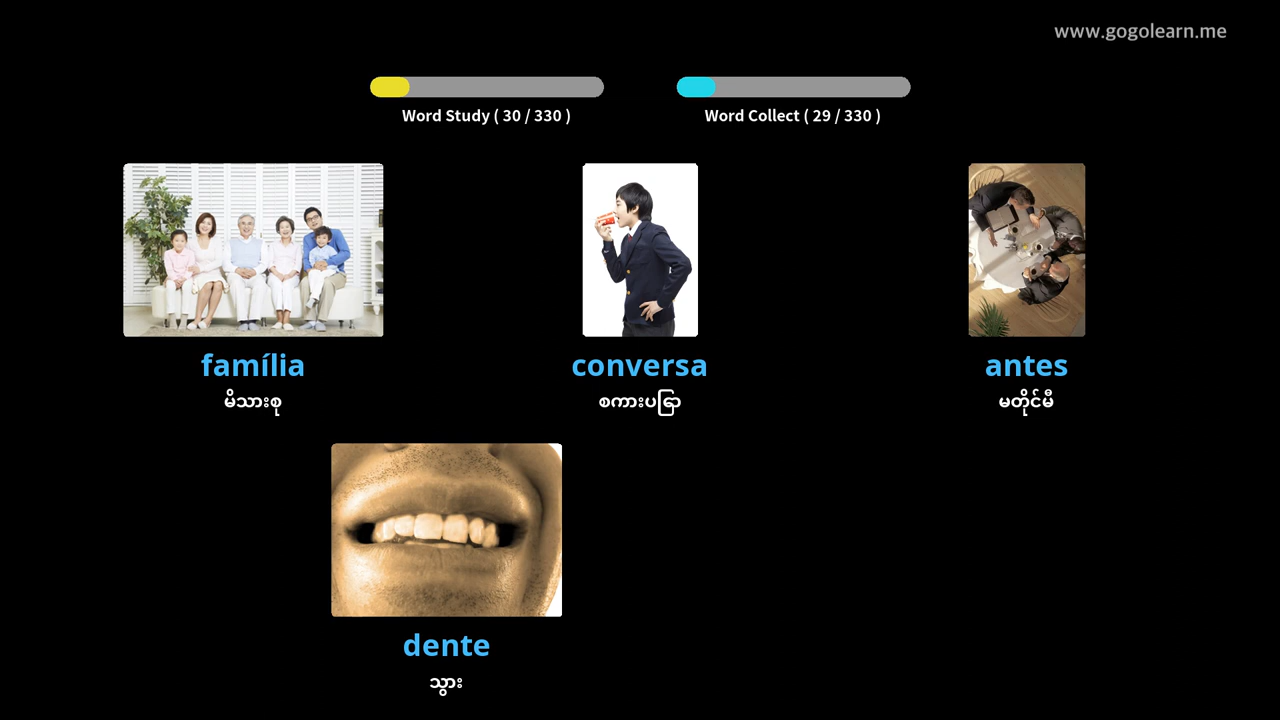 www.gogolearn.me
Word Study ( 30 / 330 )
Word Collect ( 29 / 330 )
família
conversa
antes
မိသားစု
စကားပြော
မတိုင်မီ
dente
သွား